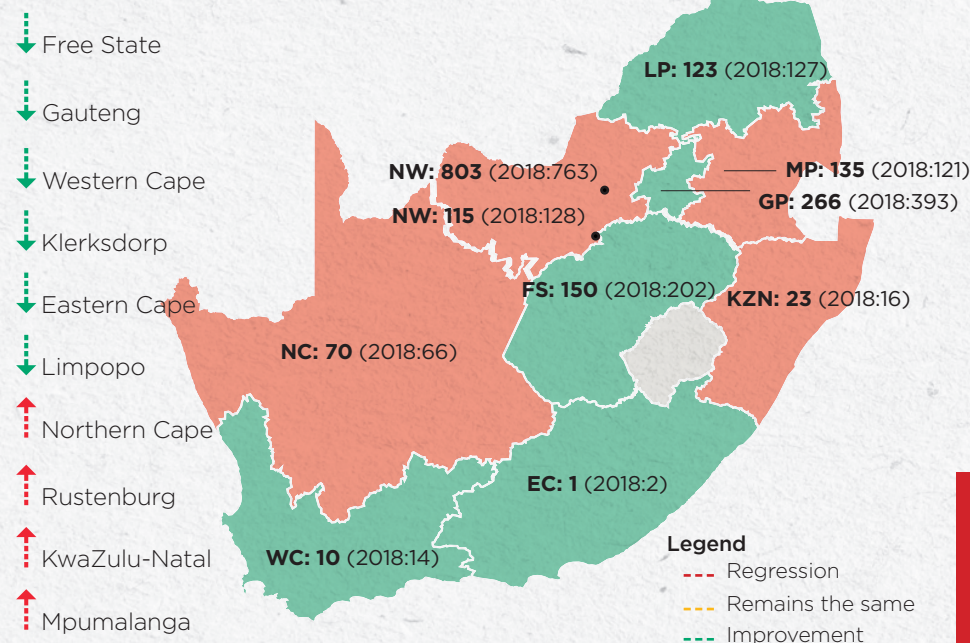 Free State
Gauteng
Western Cape
Klerksdorp
Eastern Cape
Limpopo
Northern Cape
Rustenburg
KwaZulu-Natal
Mpumalanga
LP: 123 (2018:127)
NW: 803 (2018:763)
MP: 135 (2018:121)
GP: 266 (2018:393)
NW: 115 (2018:128)
FS: 150 (2018:202)
KZN: 23 (2018:16)
NC: 70 (2018:66)
EC: 1 (2018:2)
WC: 10 (2018:14)
Legend
Regression
Remains the same
Improvement